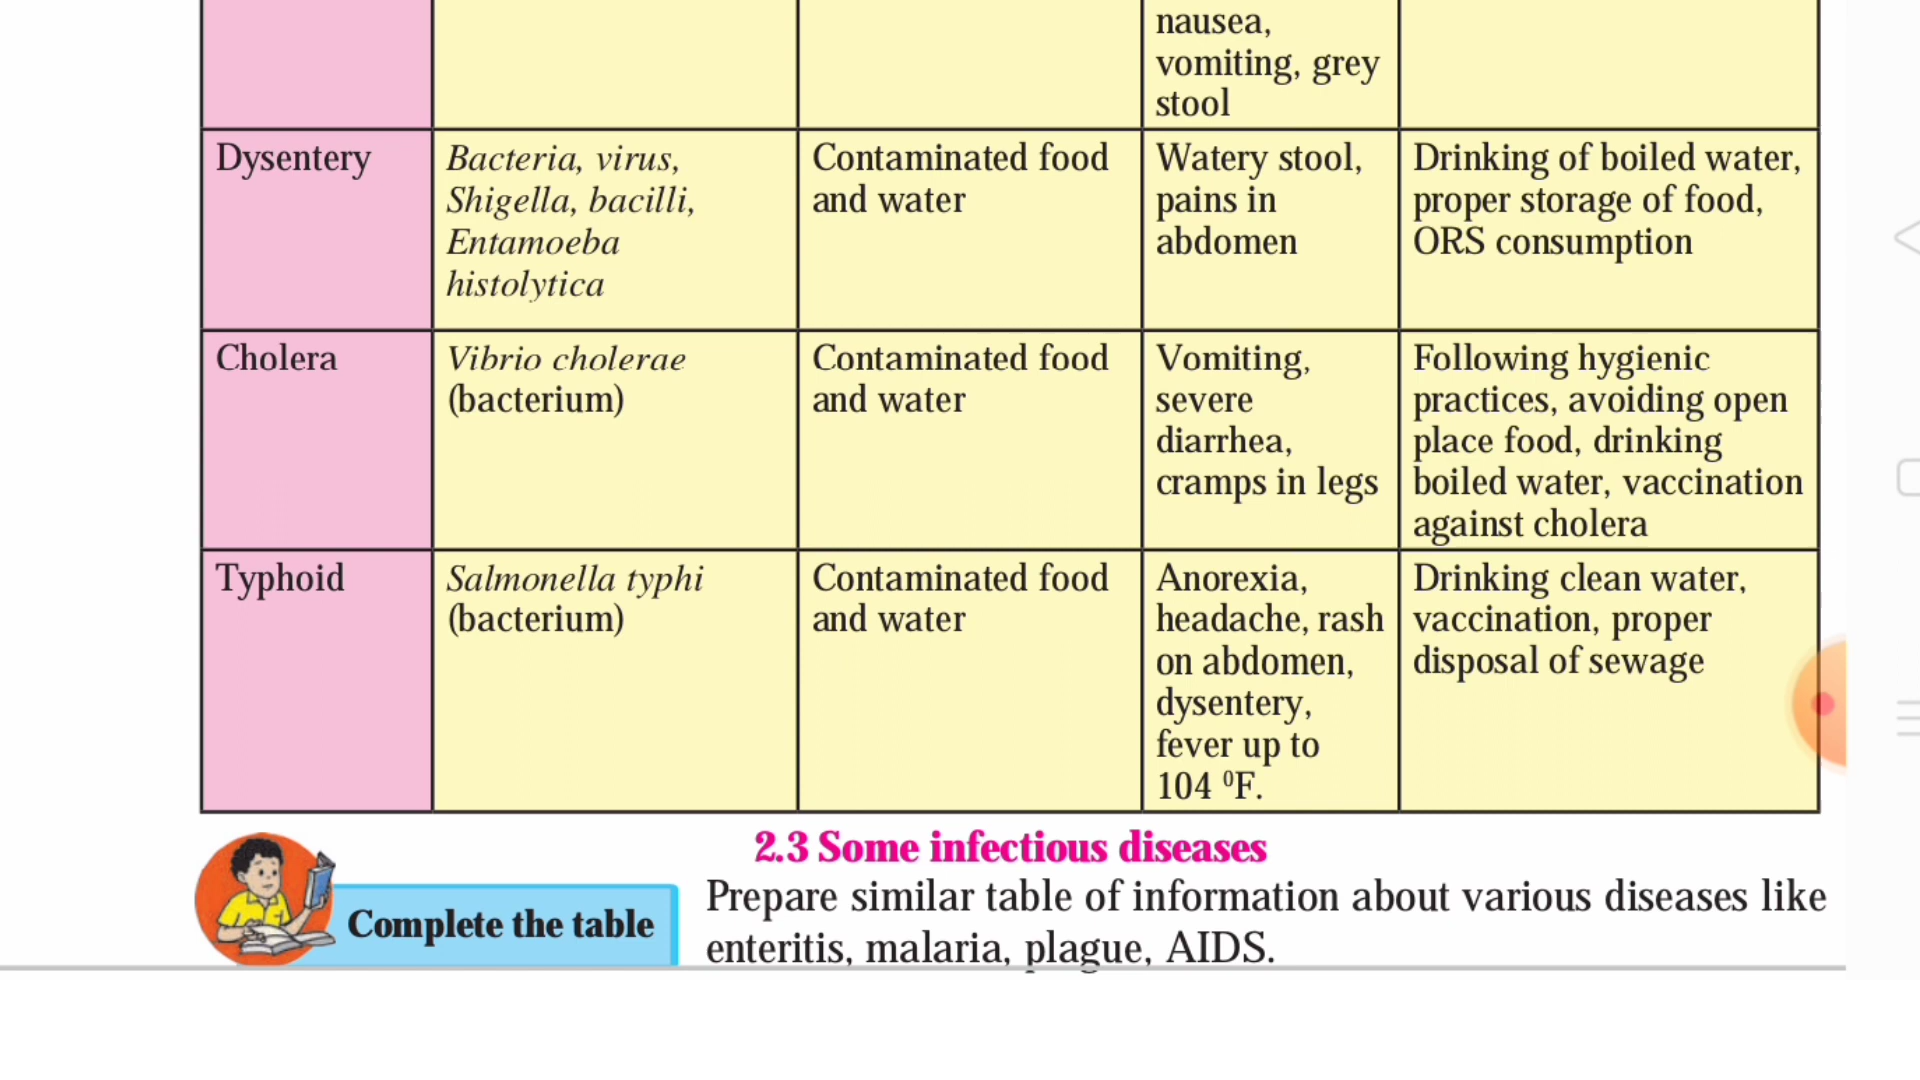 nausea,
vomiting, grey
stool
Dysentery
Bacteria, virus,
Shigella, bacilli,
Entamoeba
histolytica
Contaminated food
and water
Watery stool,
pains in
abdomen
Drinking of boiled water,
proper storage of food,
ORS consumption
Cholera
Vibrio cholerae
(bacterium)
Contaminated food
and water
Vomiting,
severe
diarrhea,
cramps in legs
Following hygienic
practices, avoiding open
place food, drinking
boiled water, vaccination
against cholera
Typhoid
Salmonella typhi
(bacterium)
Contaminated food
and water
Anorexia,
headache, rash
on abdomen,
dysentery,
fever up to
104 ⁰F.
Drinking clean water,
vaccination, proper
disposal of sewage
2.3 Some infectious diseases
Complete the table
Prepare similar table of information about various diseases like
enteritis, malaria, plague, AIDS.